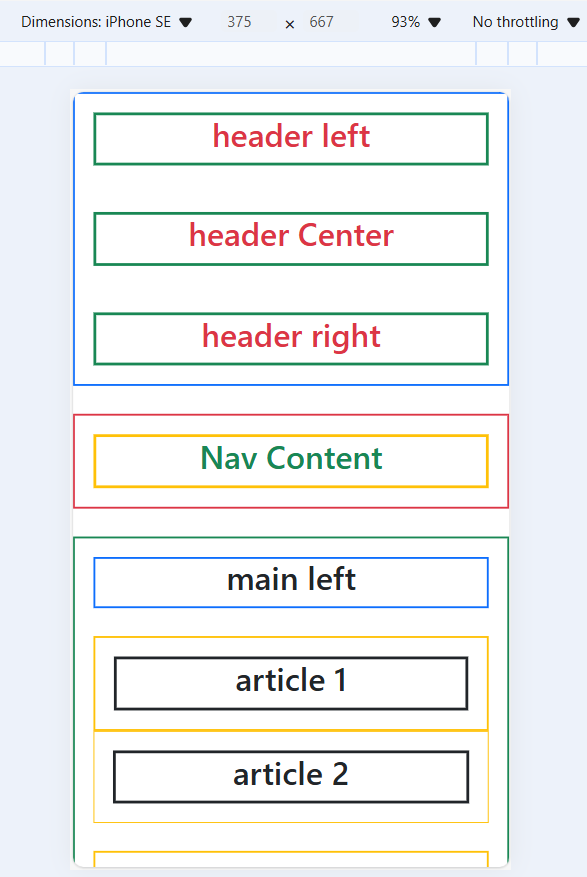 Dimensions: iPhone SE ▼ 375 × 667 93% ▼ No throttling ▼
header left
header Center
header right
Nav Content
main left
article 1
article 2